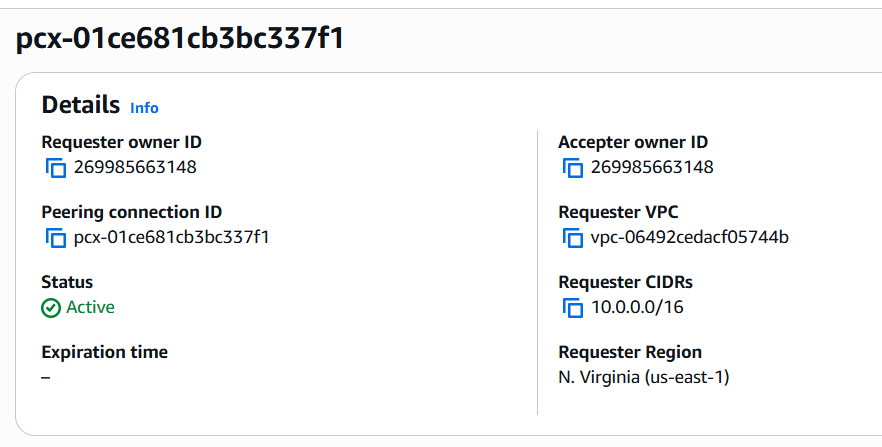 pcx-01ce681cb3bc337f1
Details Info
Requester owner ID
269985663148
Peering connection ID
pcx-01ce681cb3bc337f1
Status
Active
Expiration time
–
Accepter owner ID
269985663148
Requester VPC
vpc-06492cedacf05744b
Requester CIDRs
10.0.0.0/16
Requester Region
N. Virginia (us-east-1)